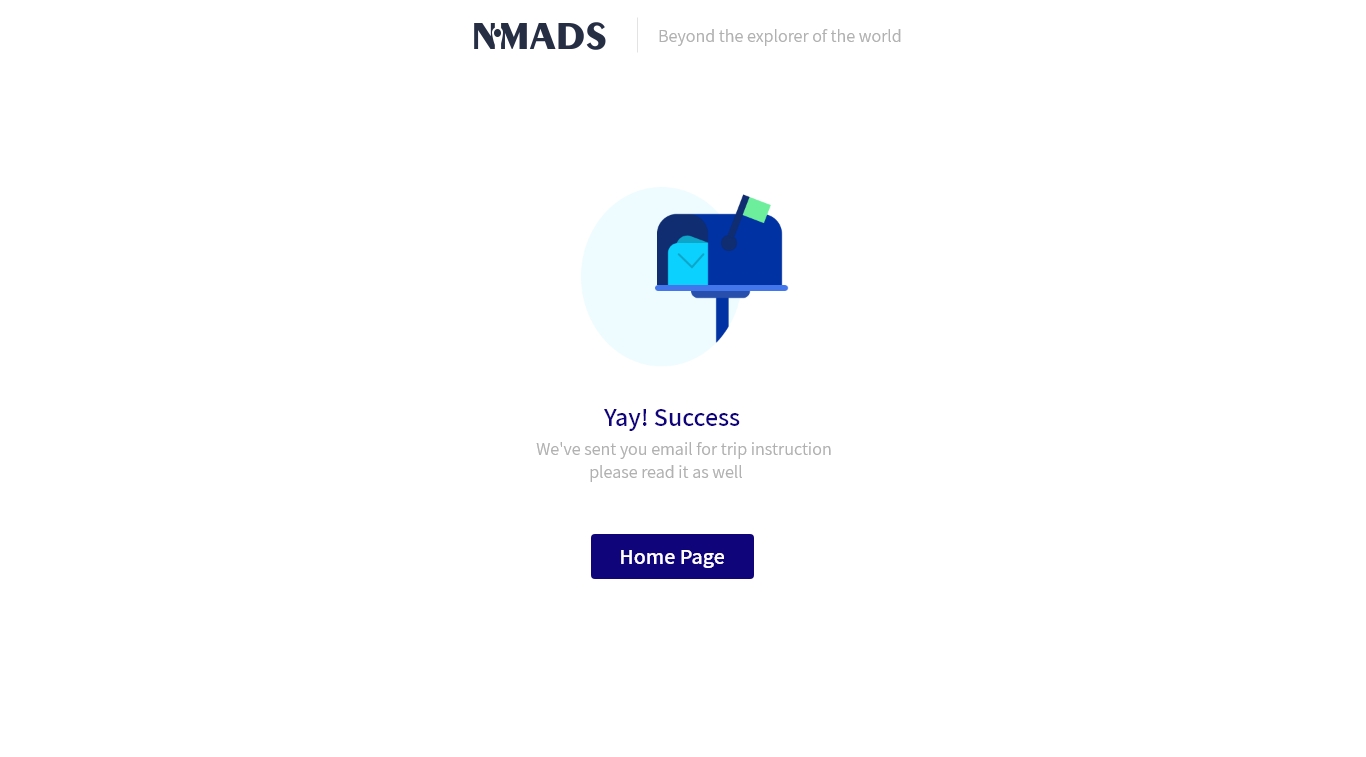 NOMADS
Beyond the explorer of the world
Yay! Success
We've sent you email for trip instruction
please read it as well
Home Page